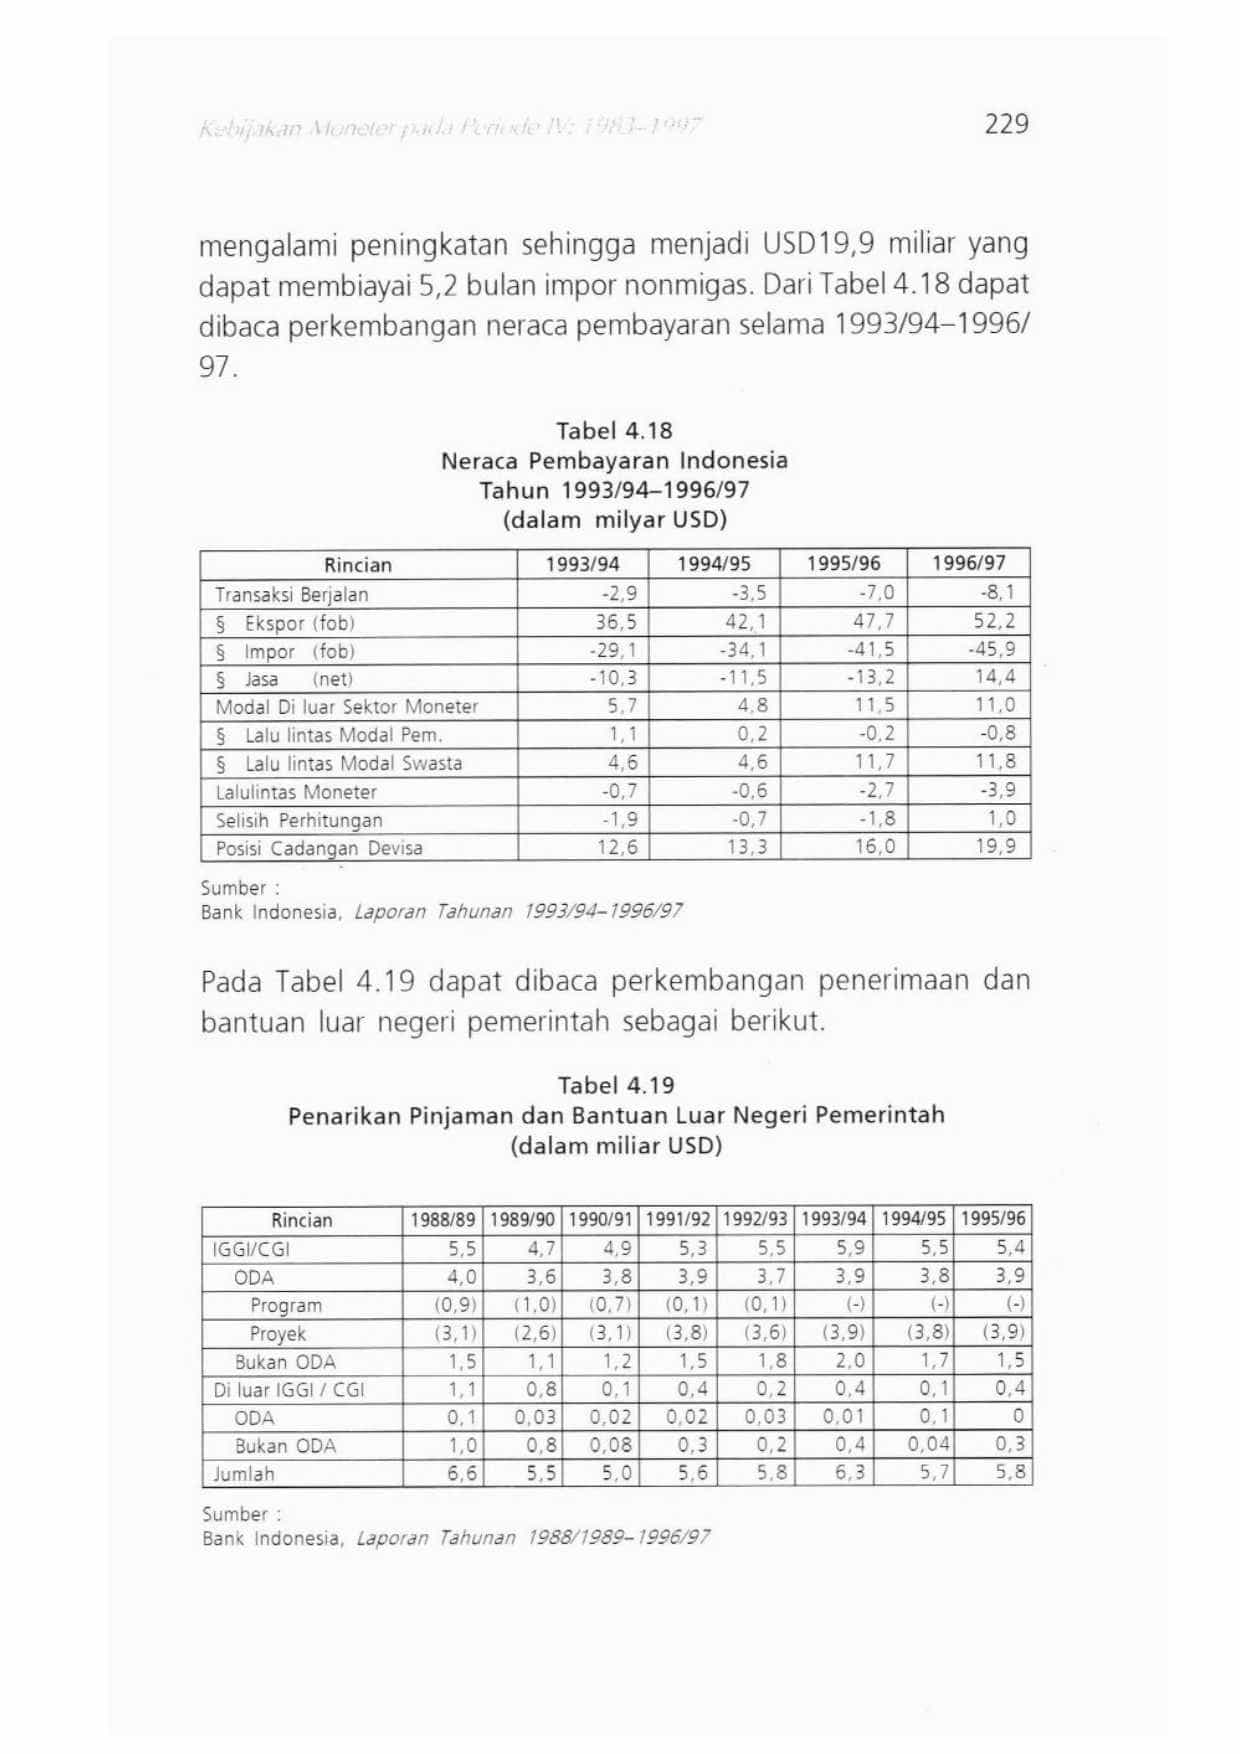 Kebijakan Moneter pada Periode IV: 1983–1997 229
mengalami peningkatan sehingga menjadi USD19,9 miliar yang
dapat membiayai 5,2 bulan impor nonmigas. Dari Tabel 4.18 dapat
dibaca perkembangan neraca pembayaran selama 1993/94–1996/
97.
Tabel 4.18
Neraca Pembayaran Indonesia
Tahun 1993/94–1996/97
(dalam milyar USD)
Rincian 1993/94 1994/95 1995/96 1996/97
Transaksi Berjalan -2,9 -3,5 -7,0 -8,1
§ Ekspor (fob) 36,5 42,1 47,7 52,2
§ Impor (fob) -29,1 -34,1 -41,5 -45,9
§ Jasa (net) -10,3 -11,5 -13,2 14,4
Modal Di luar Sektor Moneter 5,7 4,8 11,5 11,0
§ Lalu lintas Modal Pem. 1,1 0,2 -0,2 -0,8
§ Lalu lintas Modal Swasta 4,6 4,6 11,7 11,8
Lalulintas Moneter -0,7 -0,6 -2,7 -3,9
Selisih Perhitungan -1,9 -0,7 -1,8 1,0
Posisi Cadangan Devisa 12,6 13,3 16,0 19,9
Sumber :
Bank Indonesia, Laporan Tahunan 1993/94–1996/97
Pada Tabel 4.19 dapat dibaca perkembangan penerimaan dan
bantuan luar negeri pemerintah sebagai berikut.
Tabel 4.19
Penarikan Pinjaman dan Bantuan Luar Negeri Pemerintah
(dalam miliar USD)
Rincian 1988/89 1989/90 1990/91 1991/92 1992/93 1993/94 1994/95 1995/96
IGGI/CGI 5,5 4,7 4,9 5,3 5,5 5,9 5,5 5,4
ODA 4,0 3,6 3,8 3,9 3,7 3,9 3,8 3,9
Program (0,9) (1,0) (0,7) (0,1) (0,1) (-) (-) (-)
Proyek (3,1) (2,6) (3,1) (3,8) (3,6) (3,9) (3,8) (3,9)
Bukan ODA 1,5 1,1 1,2 1,5 1,8 2,0 1,7 1,5
Di luar IGGI / CGI 1,1 0,8 0,1 0,4 0,2 0,4 0,1 0,4
ODA 0,1 0,03 0,02 0,02 0,03 0,01 0,1 0
Bukan ODA 1,0 0,8 0,08 0,3 0,2 0,4 0,04 0,3
Jumlah 6,6 5,5 5,0 5,6 5,8 6,3 5,7 5,8
Sumber :
Bank Indonesia, Laporan Tahunan 1988/1989–1996/97